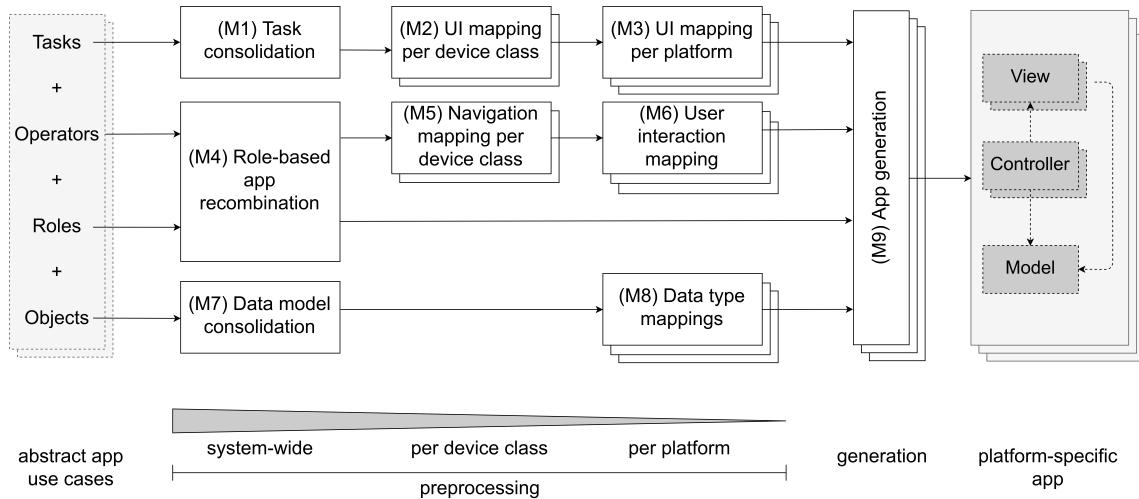 Tasks
+
Operators
+
Roles
+
Objects
(M1) Task
consolidation
(M2) UI mapping
per device class
(M3) UI mapping
per platform
(M4) Role-based
app
recombination
(M5) Navigation
mapping per
device class
(M6) User
interaction
mapping
(M7) Data model
consolidation
(M8) Data type
mappings
(M9) App generation
View
Controller
Model
system-wide
per device class
per platform
preprocessing
abstract app
use cases
generation
platform-specific
app